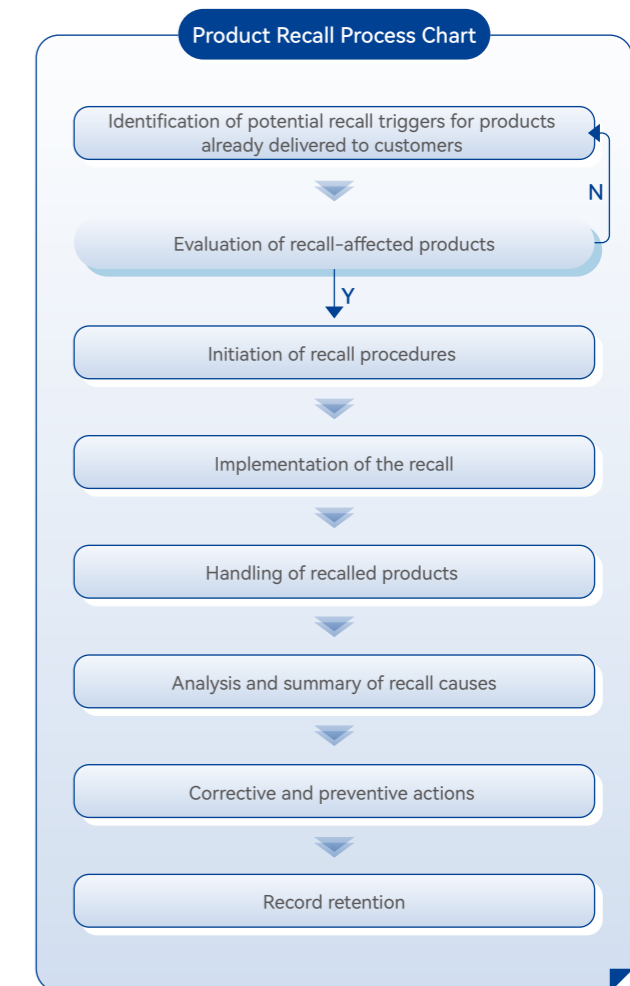 Product Recall Process Chart
Identification of potential recall triggers for products
already delivered to customers
N
Evaluation of recall-affected products
Y
Initiation of recall procedures
Implementation of the recall
Handling of recalled products
Analysis and summary of recall causes
Corrective and preventive actions
Record retention